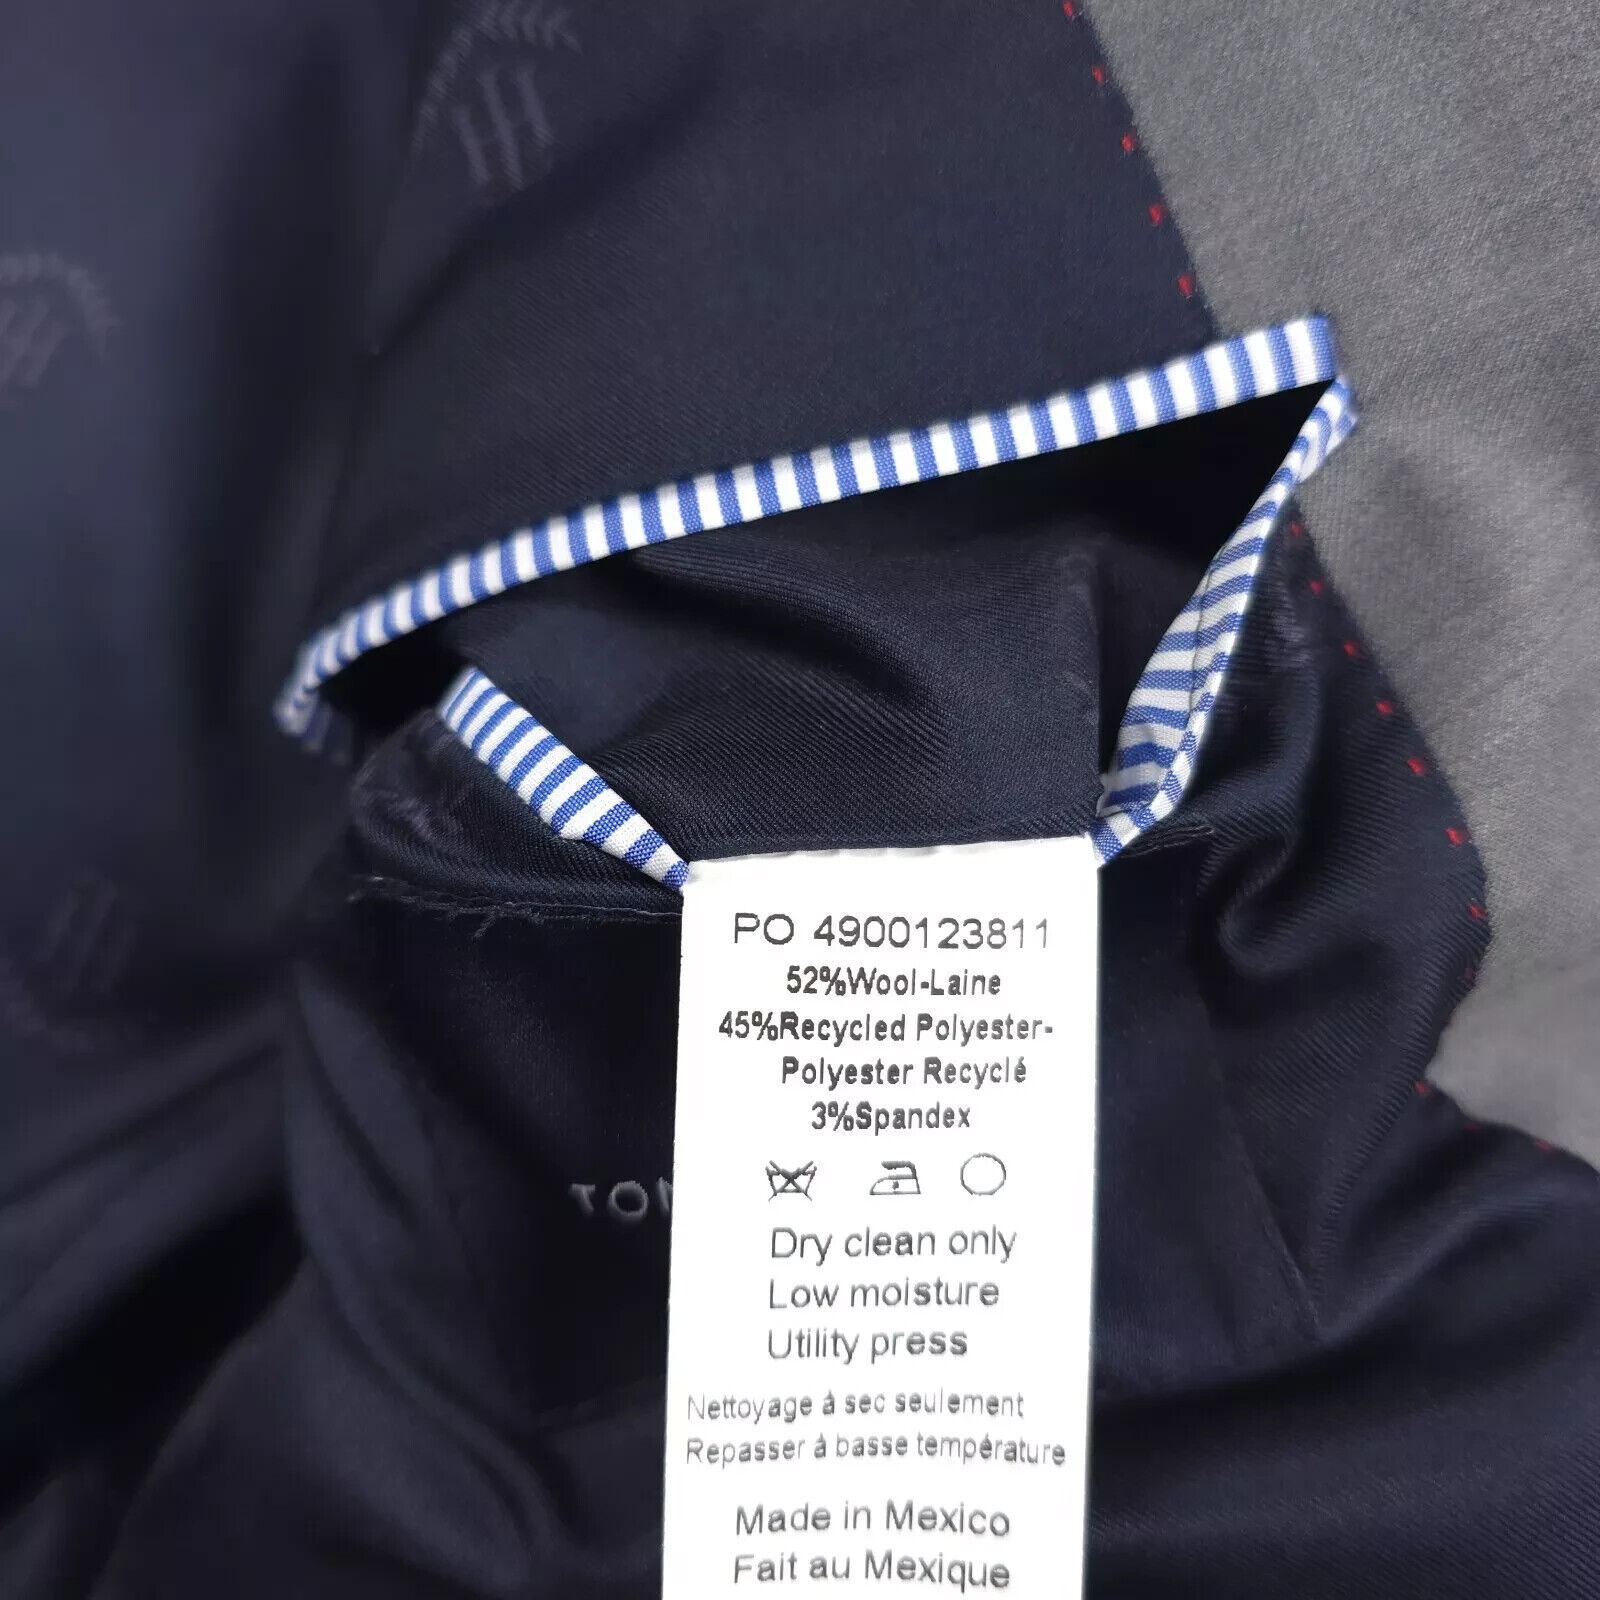 PO 4900123811
52%Wool-Laine
45%Recycled Polyester-
Polyester Recyclé
3%Spandex
TOM
Dry clean only
Low moisture
Utility press
Nettoyage à sec seulement
Repasser à basse température
Made in Mexico
Fait au Mexique